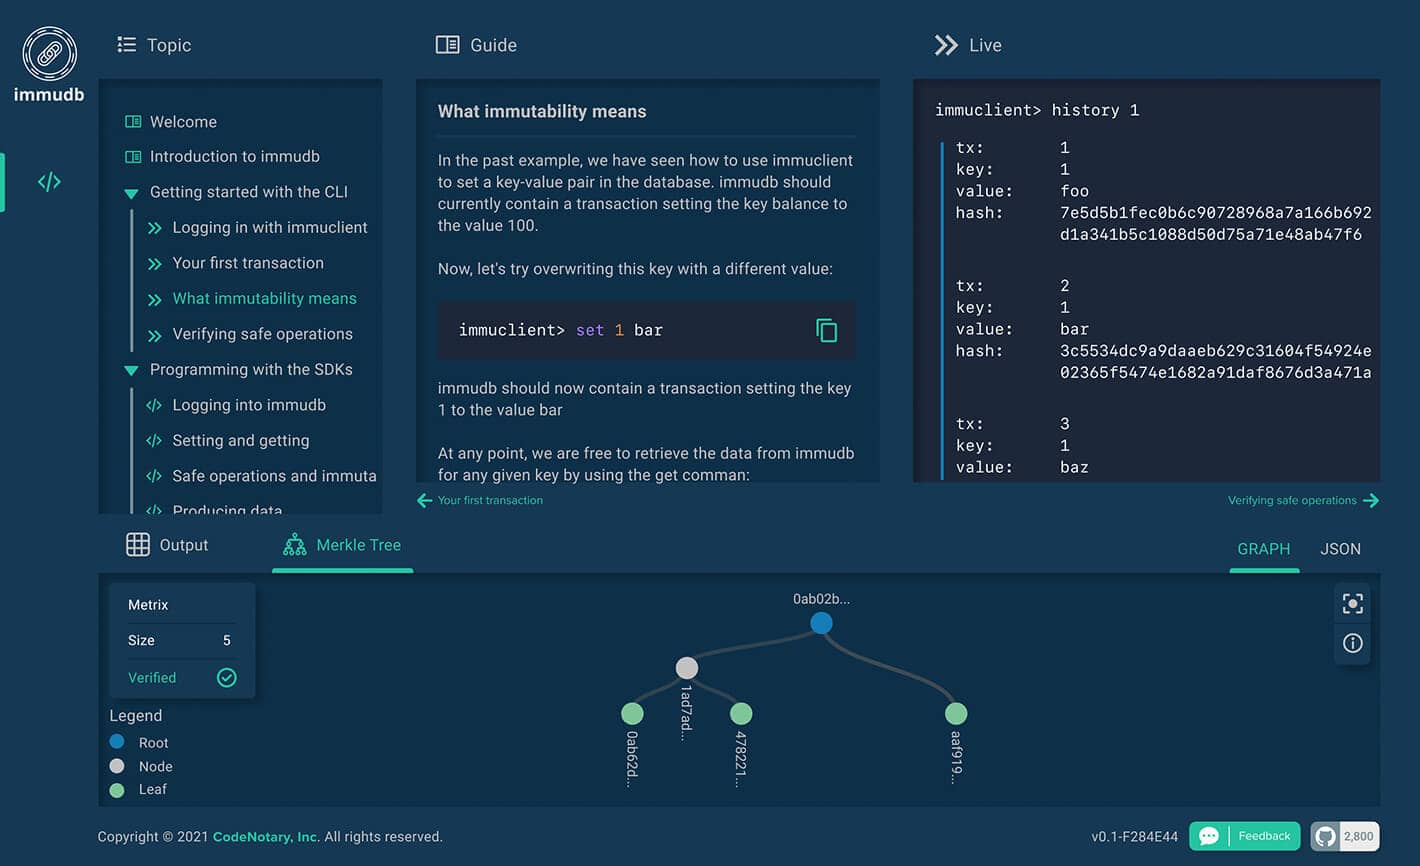 immudb
Topic
Welcome
Introduction to immudb
Getting started with the CLI
Logging in with immuclient
Your first transaction
What immutability means
Verifying safe operations
Programming with the SDKs
Logging into immudb
Setting and getting
Safe operations and immuta
Producing data
Guide
What immutability means
In the past example, we have seen how to use immuclient
to set a key-value pair in the database. immudb should
currently contain a transaction setting the key balance to
the value 100.
Now, let's try overwriting this key with a different value:
immuclient> set 1 bar
immudb should now contain a transaction setting the key
1 to the value bar
At any point, we are free to retrieve the data from immudb
for any given key by using the get comman:
Your first transaction
Live
immuclient> history 1
tx: 1
key: 1
value: foo
hash: 7e5d5b1fec0b6c90728968a7a166b692
d1a341b5c1088d50d75a71e48ab47f6
tx: 2
key: 1
value: bar
hash: 3c5534dc9a9daaeb629c31604f54924e
02365f5474e1682a91daf8676d3a471a
tx: 3
key: 1
value: baz
Verifying safe operations
Output
Merkle Tree
GRAPH
JSON
Metrix
Size 5
Verified
Legend
Root
Node
Leaf
0ab02b...
1ad7ad...
0ab62d...
478221...
aaf919...
Copyright © 2021 CodeNotary, Inc. All rights reserved.
v0.1-F284E44
Feedback
2,800